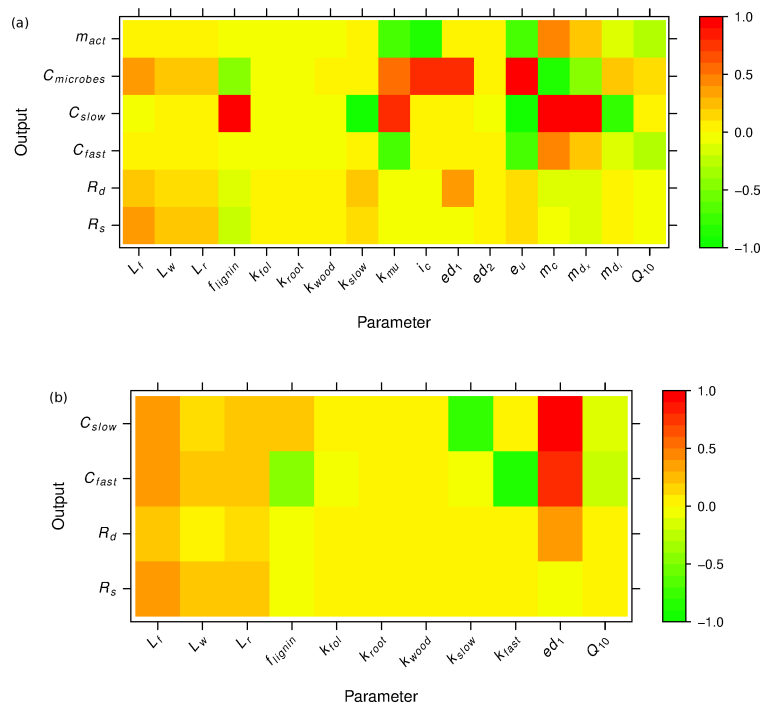 (a)
Output
m_act
C_microbes
C_slow
C_fast
R_d
R_s
L_f L_w L_r f_lignin k_fol k_root k_wood k_slow k_mu i_c ed_1 ed_2 e_u m_c m_dx m_di Q_10
Parameter
1.0
0.5
0.0
−0.5
−1.0
(b)
Output
C_slow
C_fast
R_d
R_s
L_f L_w L_r f_lignin k_fol k_root k_wood k_slow k_fast ed_1 Q_10
Parameter
1.0
0.5
0.0
−0.5
−1.0